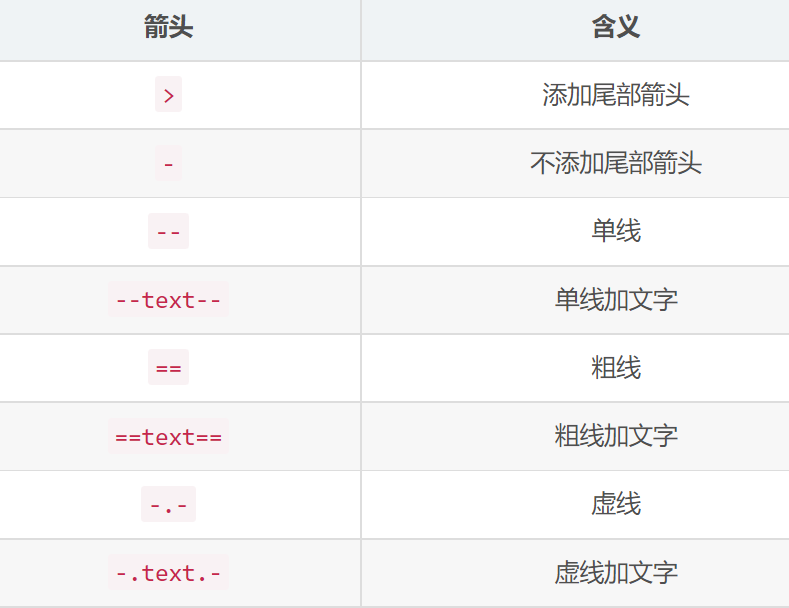 箭头 含义
> 添加尾部箭头
- 不添加尾部箭头
-- 单线
--text-- 单线加文字
== 粗线
==text== 粗线加文字
-.- 虚线
-.text.- 虚线加文字